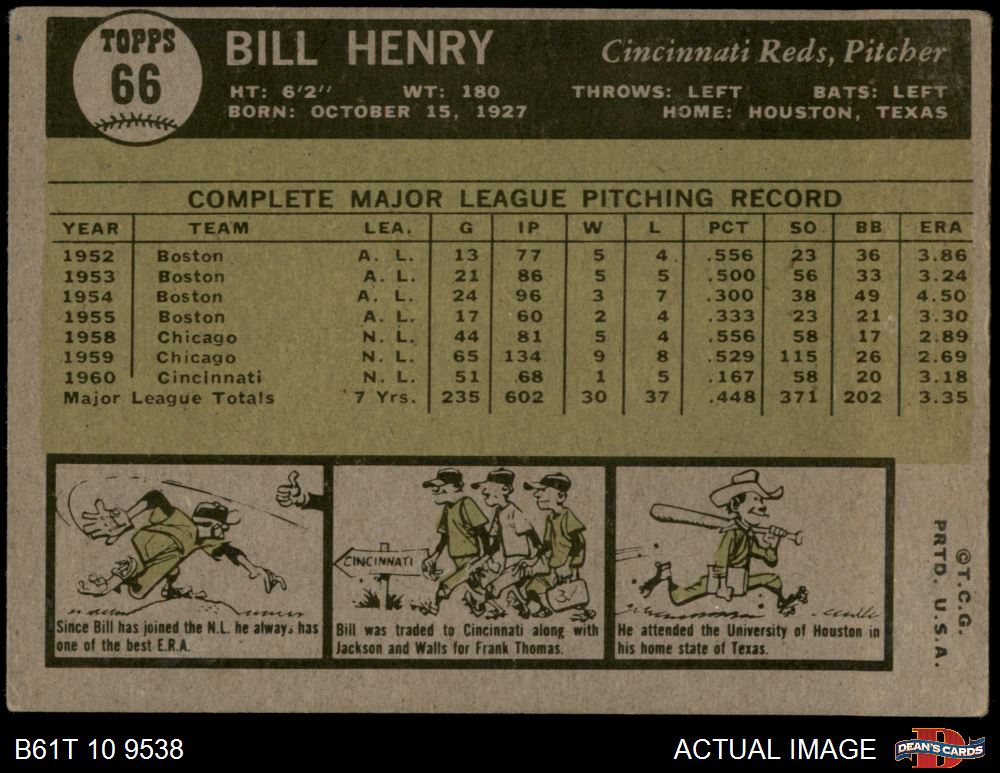 TOPPS
66
BILL HENRY
Cincinnati Reds, Pitcher
HT: 6'2" WT: 180 THROWS: LEFT BATS: LEFT
BORN: OCTOBER 15, 1927 HOME: HOUSTON, TEXAS
COMPLETE MAJOR LEAGUE PITCHING RECORD
YEAR TEAM LEA. G IP W L PCT SO BB ERA
1952 Boston A. L. 13 77 5 4 .556 23 36 3.86
1953 Boston A. L. 21 86 5 5 .500 56 33 3.24
1954 Boston A. L. 24 96 3 7 .300 38 49 4.50
1955 Boston A. L. 17 60 2 4 .333 23 21 3.30
1958 Chicago N. L. 44 81 5 4 .556 58 17 2.89
1959 Chicago N. L. 65 134 9 8 .529 115 26 2.69
1960 Cincinnati N. L. 51 68 1 5 .167 58 20 3.18
Major League Totals 7 Yrs. 235 602 30 37 .448 371 202 3.35
Since Bill has joined the N.L. he always has
one of the best E.R.A.
CINCINNATI
Bill was traded to Cincinnati along with
Jackson and Walls for Frank Thomas.
He attended the University of Houston in
his home state of Texas.
©T.C.G.
PRTD. U.S.A.
B61T 10 9538
ACTUAL IMAGE
D
DEAN'S CARDS